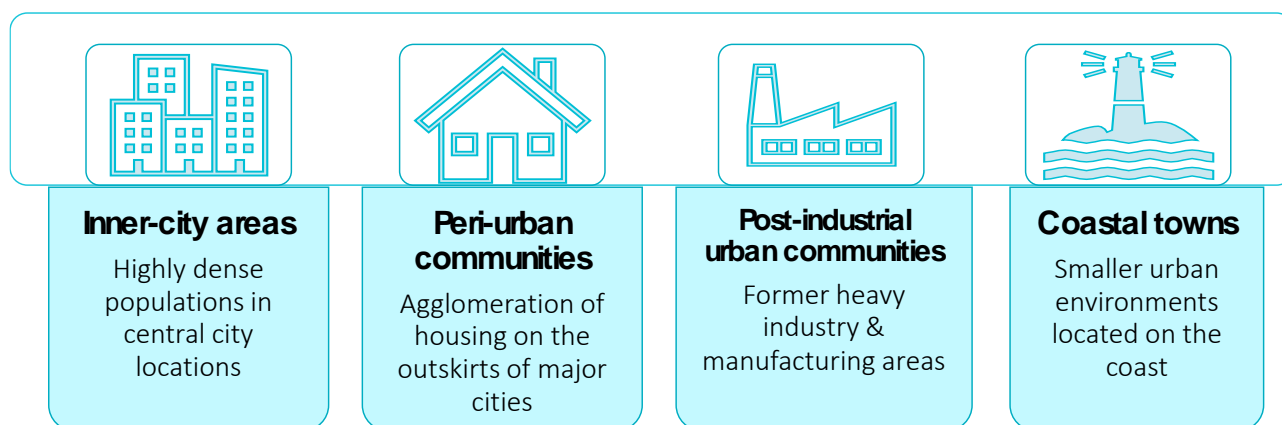 Inner-city areas
Highly dense
populations in
central city
locations
Peri-urban
communities
Agglomeration of
housing on the
outskirts of major
cities
Post-industrial
urban communities
Former heavy
industry &
manufacturing areas
Coastal towns
Smaller urban
environments
located on the
coast